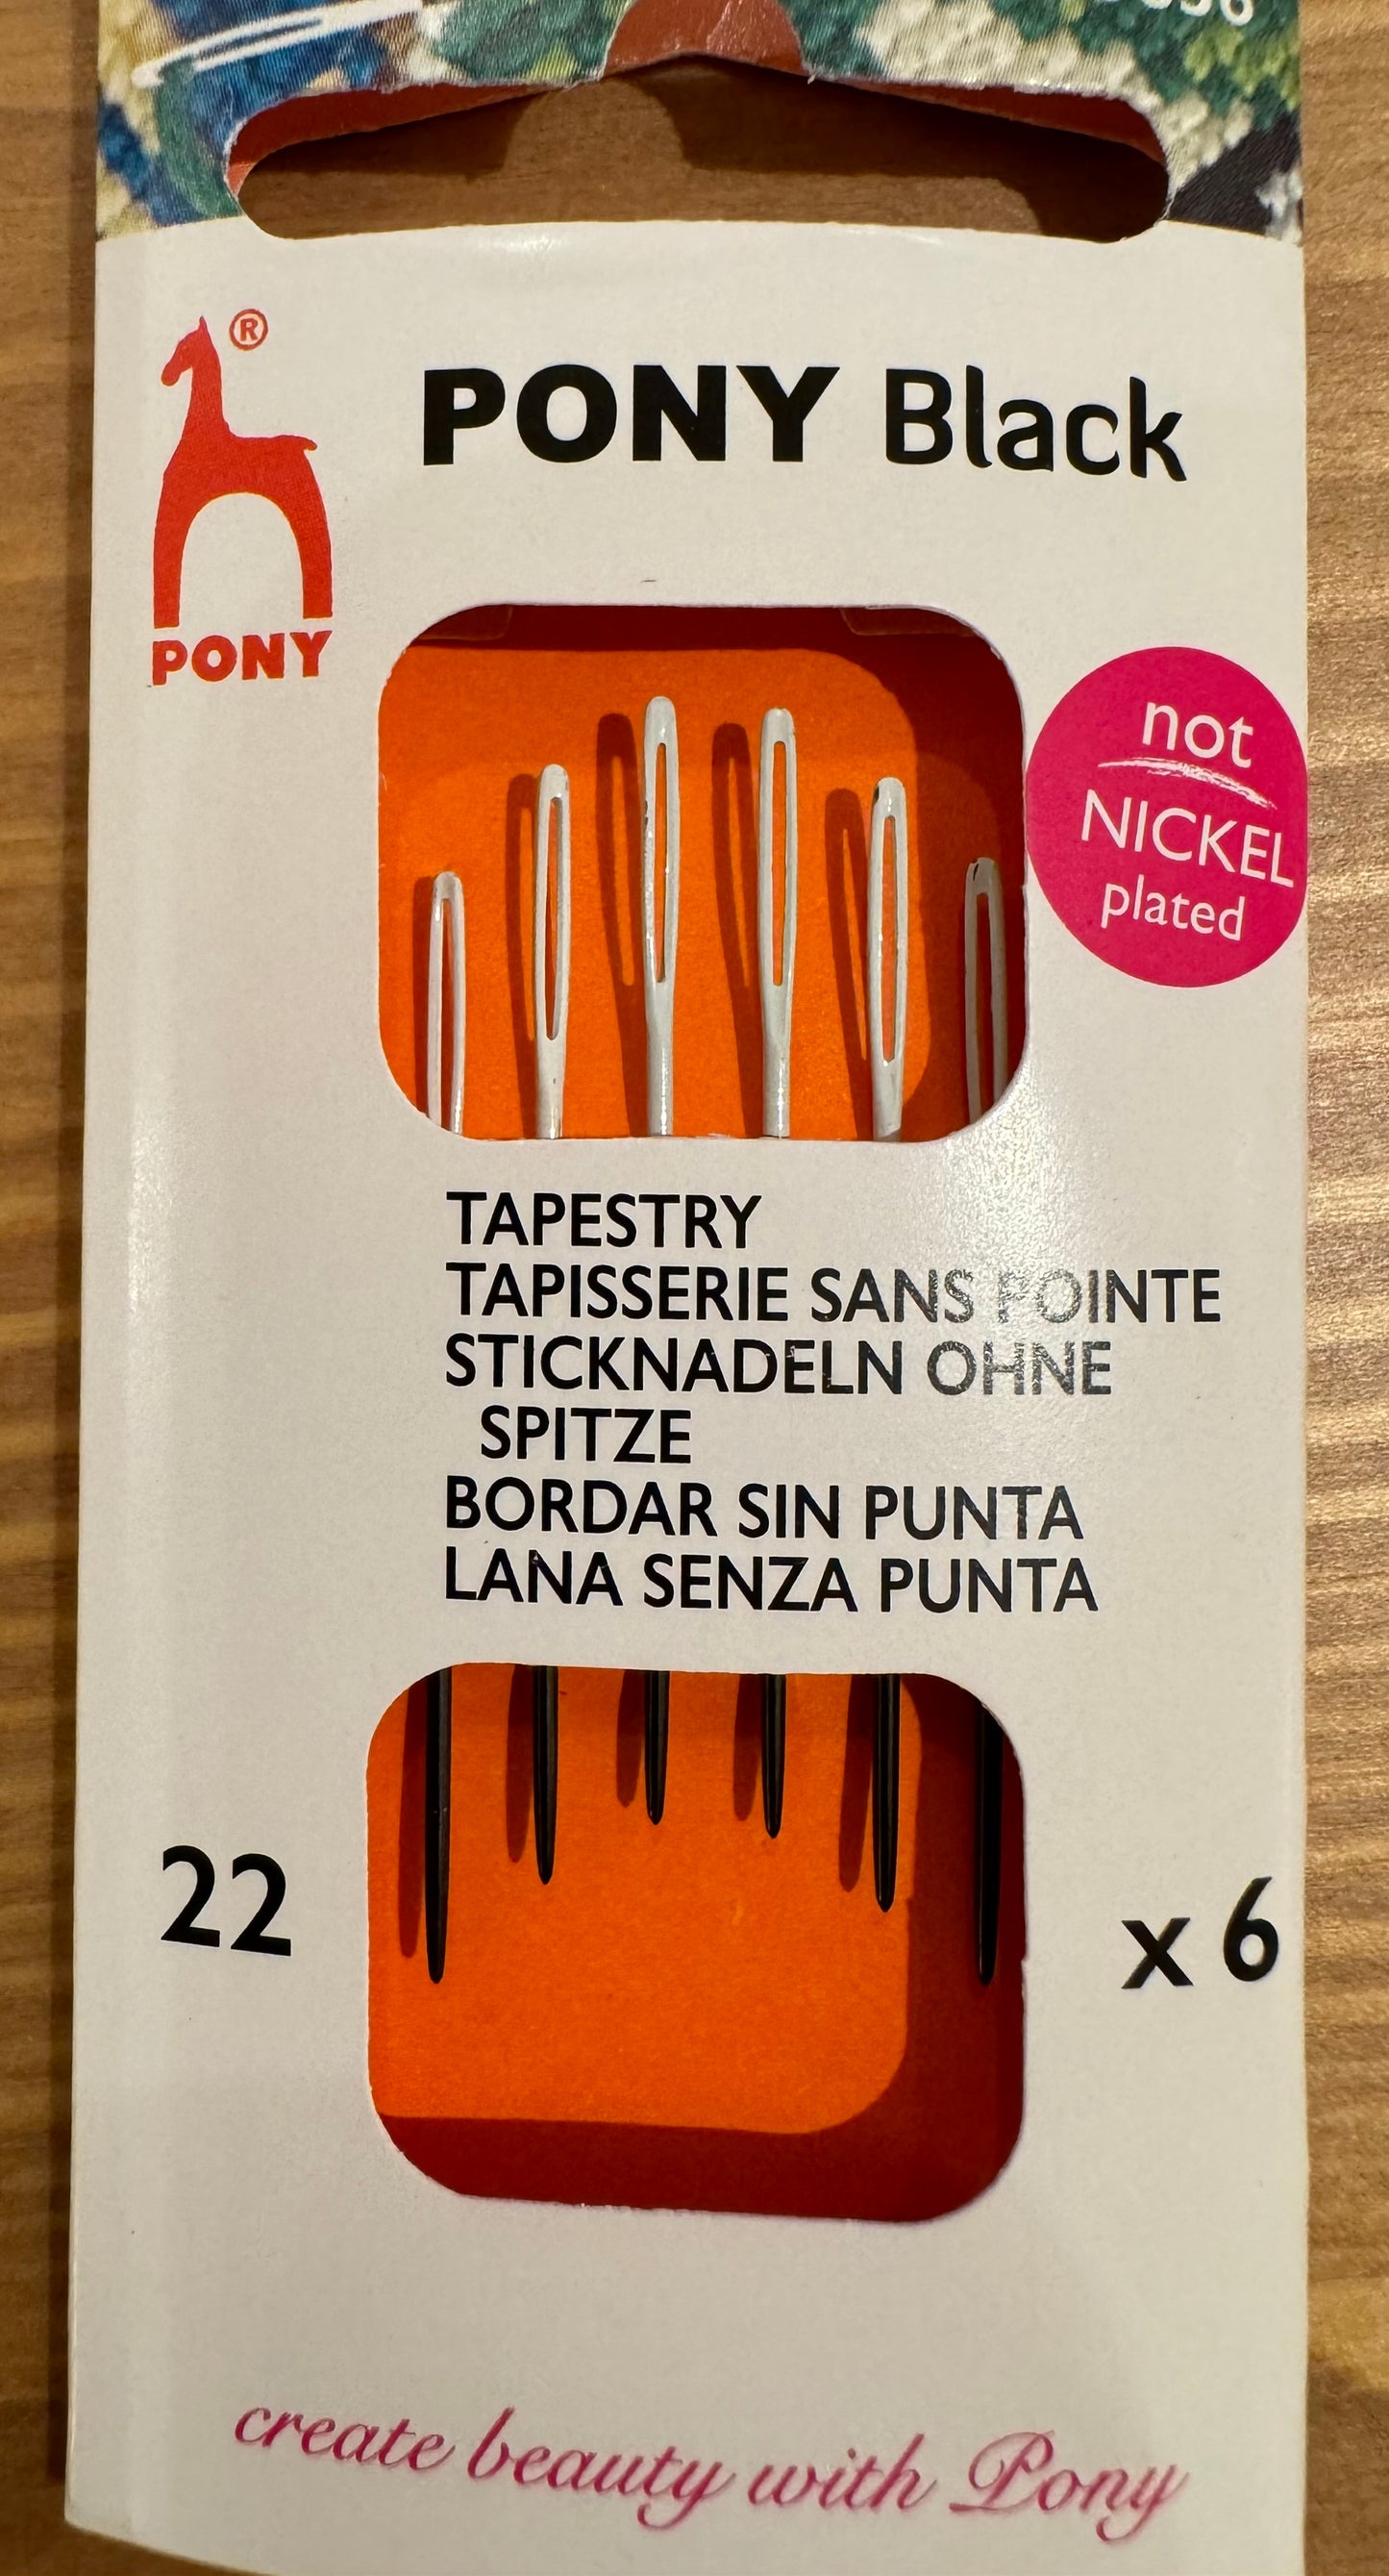 ®
PONY
PONY Black
not
NICKEL
plated
TAPESTRY
TAPISSERIE SANS POINTE
STICKNADELN OHNE
SPITZE
BORDAR SIN PUNTA
LANA SENZA PUNTA
22
x 6
create beauty with Pony